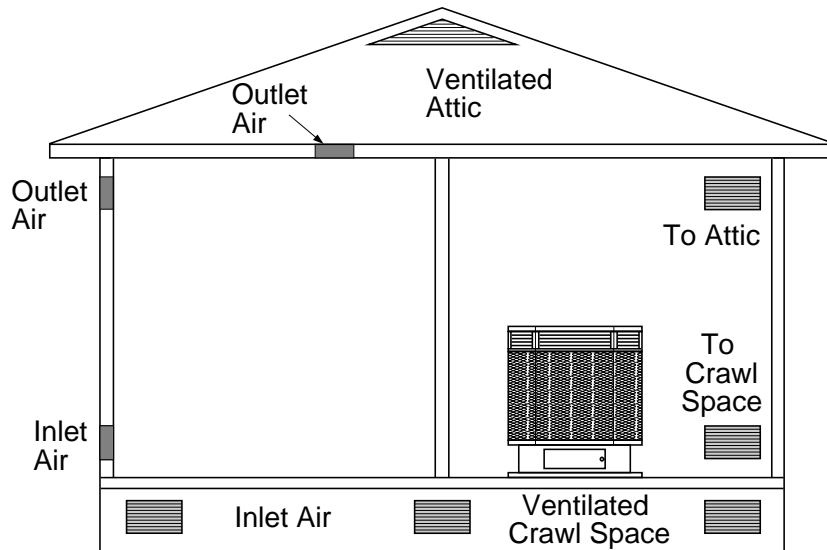 Ventilated
Attic
Outlet
Air
Outlet
Air
To Attic
To
Crawl
Space
Inlet
Air
Inlet Air
Ventilated
Crawl Space